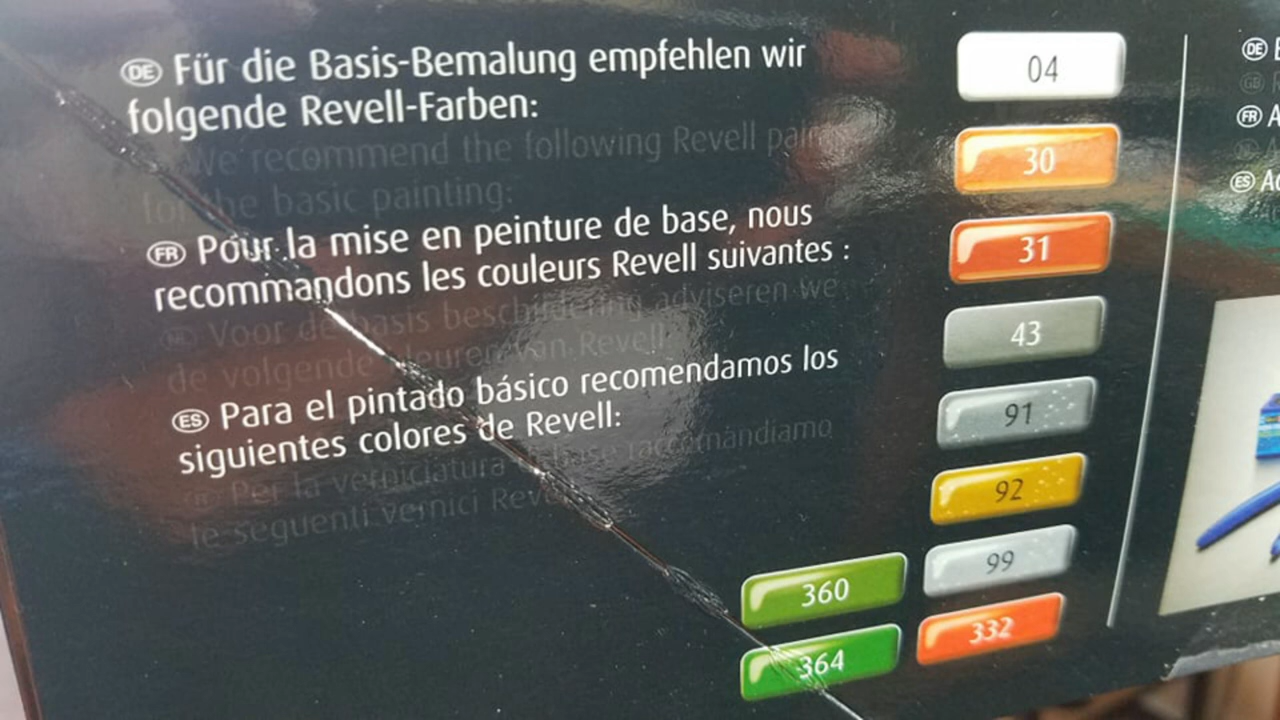 DE Für die Basis-Bemalung empfehlen wir
folgende Revell-Farben:
We recommend the following Revell
for the basic painting:
FR Pour la mise en peinture de base, nous
recommandons les couleurs Revell suivantes :
Voor de basis beschildering adviseren we
de volgende kleuren van Revell:
ES Para el pintado básico recomendamos los
siguientes colores de Revell:
Per la verniciatura di base raccomandiamo
le seguenti vernici
04
30
31
43
91
92
360 99
364 332
DE
GB
FR A
ES